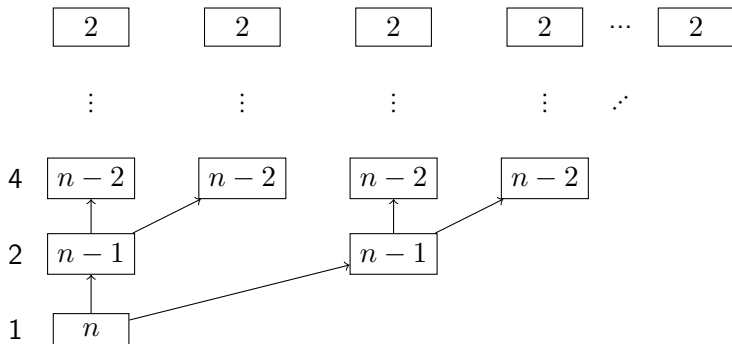 2 2 2 2 ··· 2
⋮ ⋮ ⋮ ⋮ ⋰
4 n − 2 n − 2 n − 2 n − 2
2 n − 1 n − 1
1 n